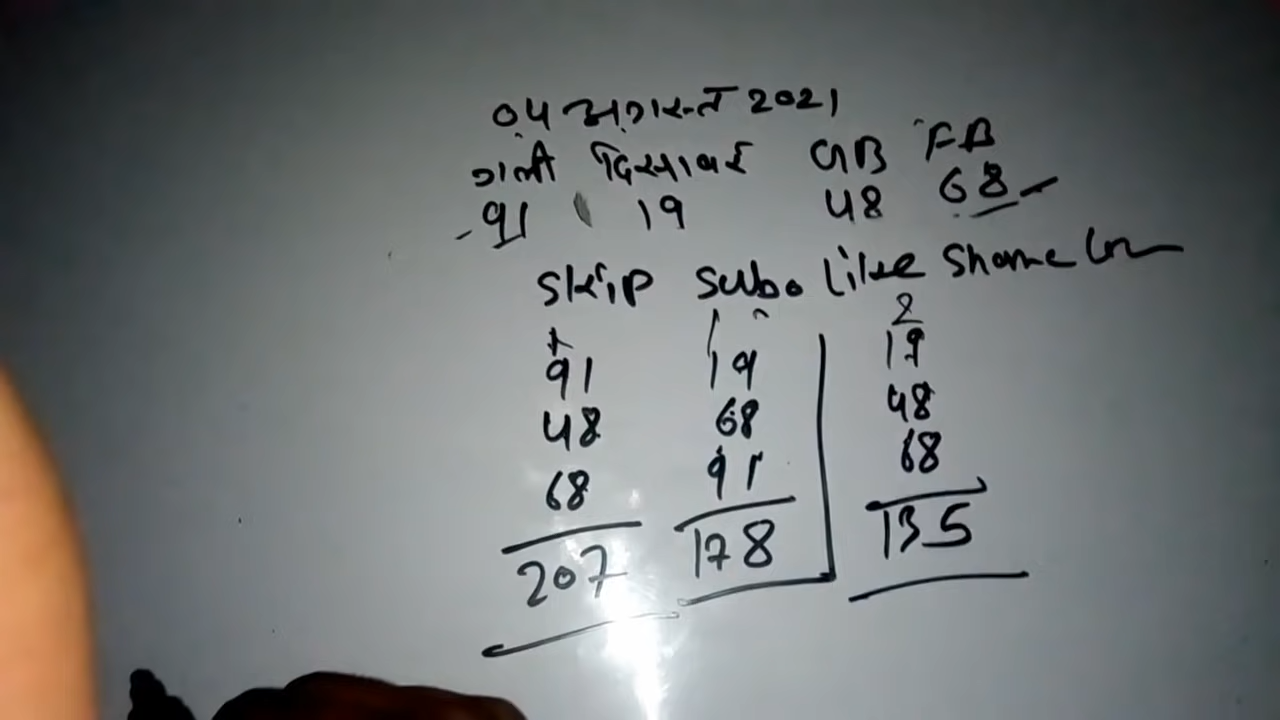 04 अगस्त 2021
गली दिसावर GB FB
91 19 48 68
Skip Subo Like Share
2
91 19 19
48 68 48
68 91 68
207 178 135